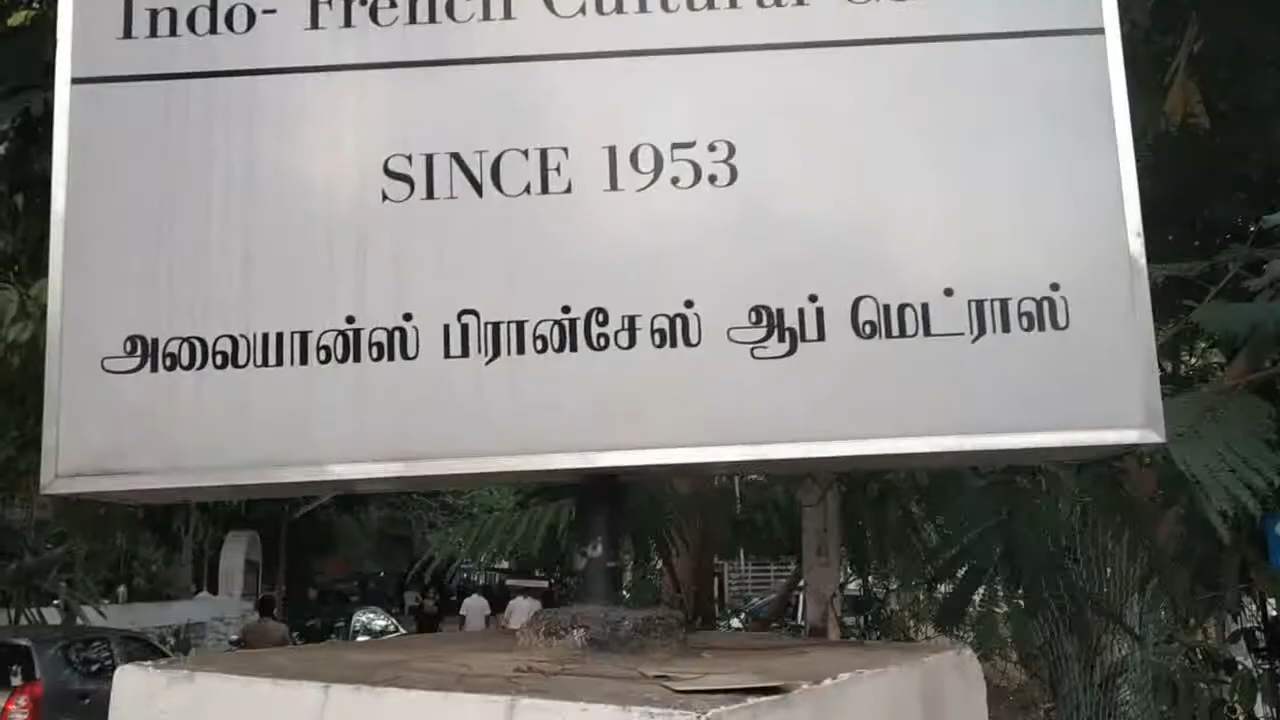 Indo- French Cultural
SINCE 1953
அலையான்ஸ் பிரான்சேஸ் ஆப் மெட்ராஸ்